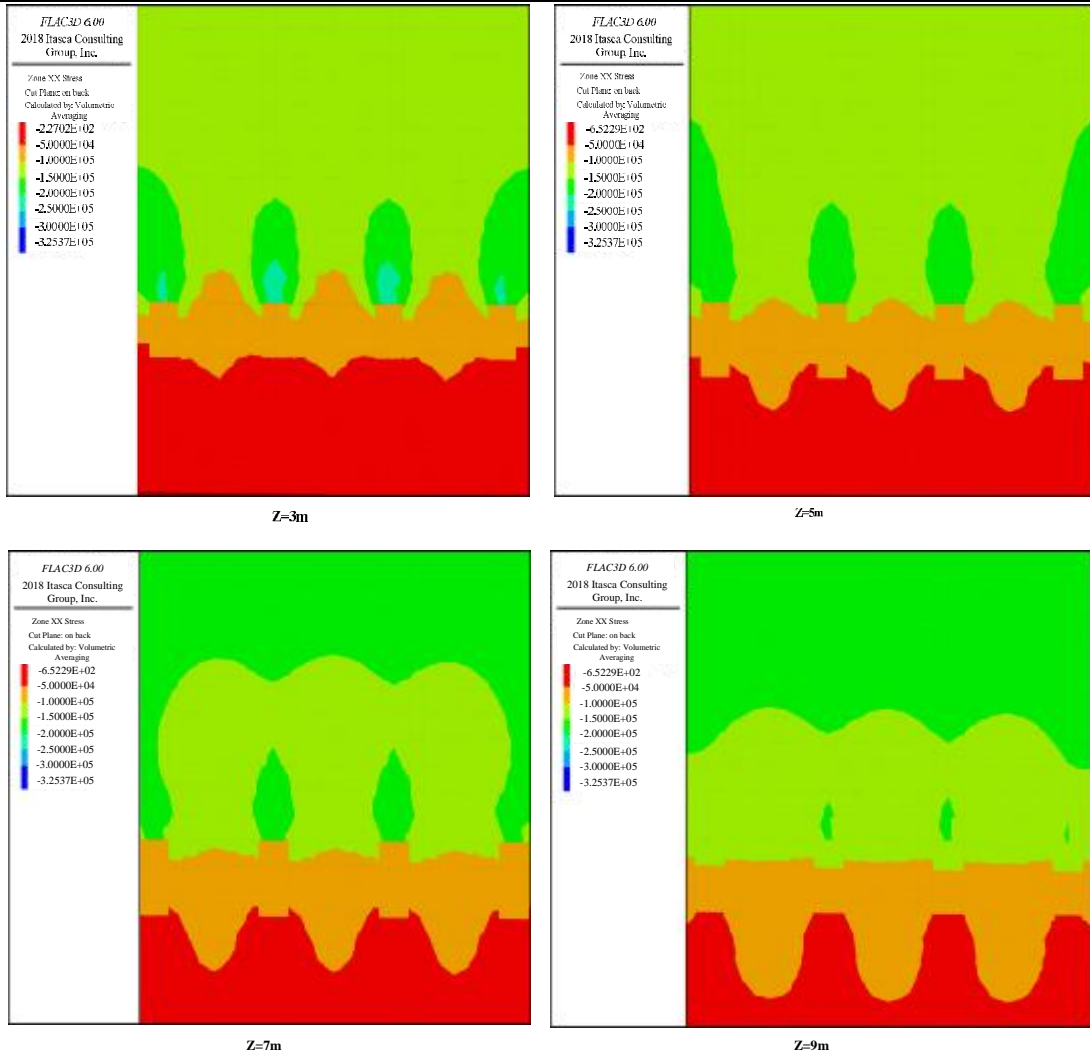 FLAC3D 6.00
2018 Itasca Consulting
Group, Inc.
Zone XX Stress
Cut Plane: on back
Calculated by: Volumetric
Averaging
-2.2702E+02
-5.0000E+04
-1.0000E+05
-1.5000E+05
-2.0000E+05
-2.5000E+05
-3.0000E+05
-3.2537E+05
Z=3m
FLAC3D 6.00
2018 Itasca Consulting
Group, Inc.
Zone XX Stress
Cut Plane: on back
Calculated by: Volumetric
Averaging
-6.5229E+02
-5.0000E+04
-1.0000E+05
-1.5000E+05
-2.0000E+05
-2.5000E+05
-3.0000E+05
-3.2537E+05
Z=5m
FLAC3D 6.00
2018 Itasca Consulting
Group, Inc.
Zone XX Stress
Cut Plane: on back
Calculated by: Volumetric
Averaging
-6.5229E+02
-5.0000E+04
-1.0000E+05
-1.5000E+05
-2.0000E+05
-2.5000E+05
-3.0000E+05
-3.2537E+05
Z=7m
FLAC3D 6.00
2018 Itasca Consulting
Group, Inc.
Zone XX Stress
Cut Plane: on back
Calculated by: Volumetric
Averaging
-6.5229E+02
-5.0000E+04
-1.0000E+05
-1.5000E+05
-2.0000E+05
-2.5000E+05
-3.0000E+05
-3.2537E+05
Z=9m